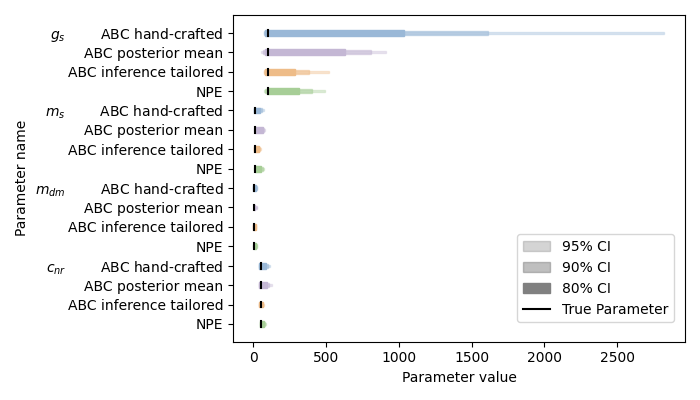 Parameter name
g_s ABC hand-crafted
ABC posterior mean
ABC inference tailored
NPE
m_s ABC hand-crafted
ABC posterior mean
ABC inference tailored
NPE
m_dm ABC hand-crafted
ABC posterior mean
ABC inference tailored
NPE
c_nr ABC hand-crafted
ABC posterior mean
ABC inference tailored
NPE
95% CI
90% CI
80% CI
True Parameter
0 500 1000 1500 2000 2500
Parameter value